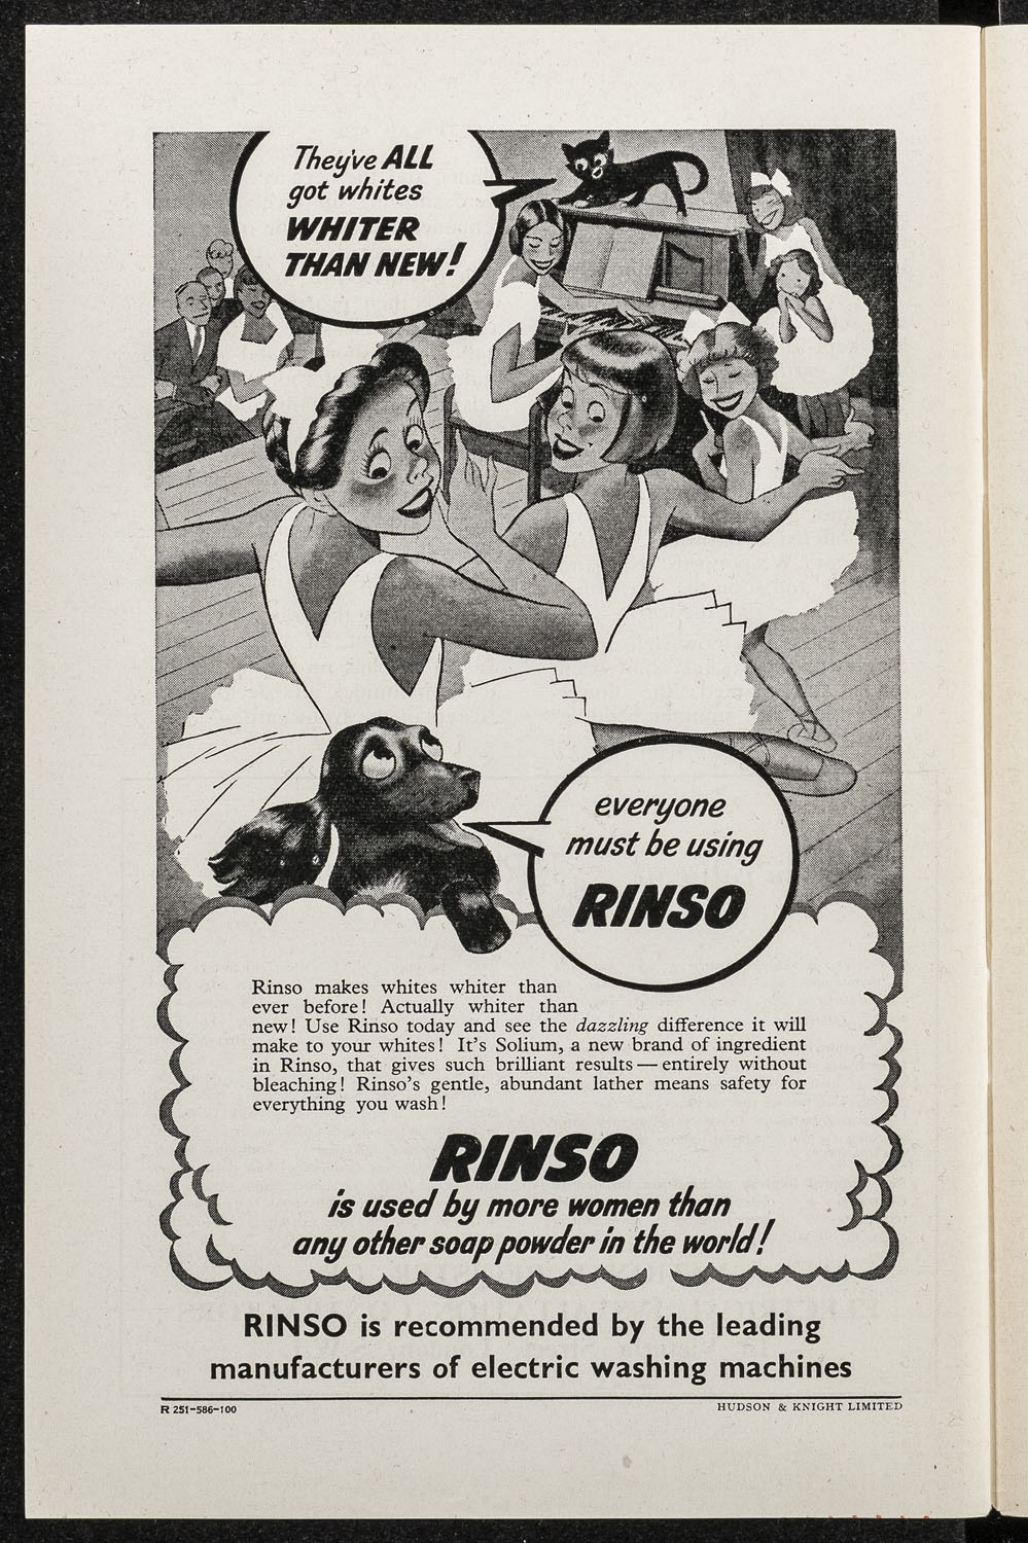 They've ALL
got whites
WHITER
THAN NEW!
everyone
must be using
RINSO
Rinso makes whites whiter than
ever before! Actually whiter than
new! Use Rinso today and see the dazzling difference it will
make to your whites! It's Solium, a new brand of ingredient
in Rinso, that gives such brilliant results — entirely without
bleaching! Rinso's gentle, abundant lather means safety for
everything you wash!
RINSO
is used by more women than
any other soap powder in the world!
RINSO is recommended by the leading
manufacturers of electric washing machines
R 251-586-100
HUDSON & KNIGHT LIMITED